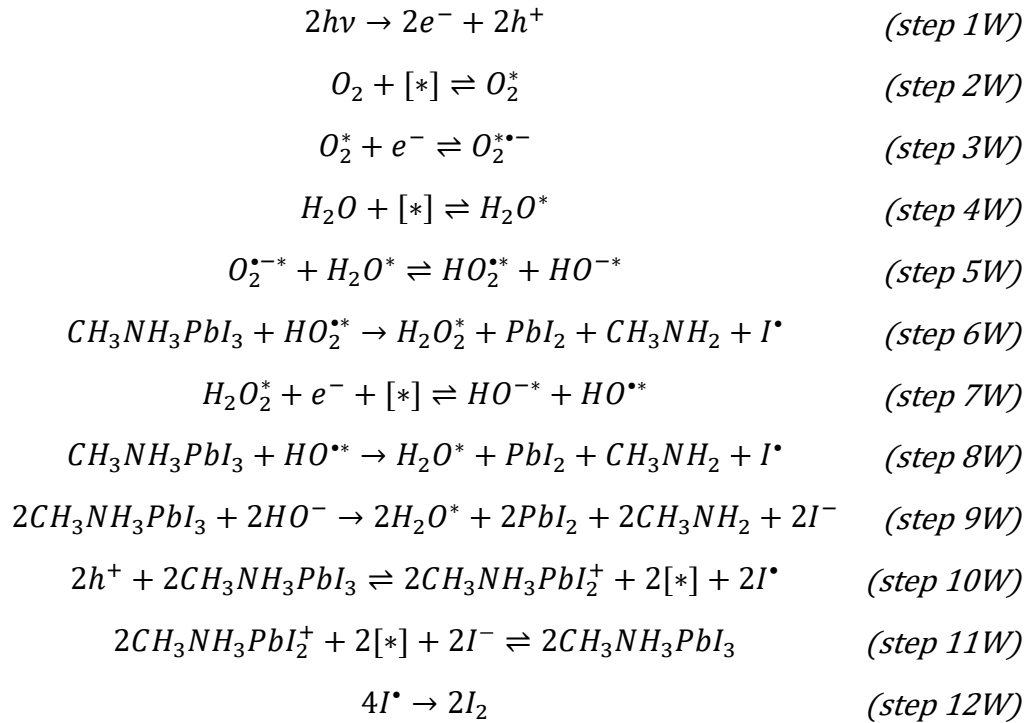 2hν → 2e⁻ + 2h⁺ (step 1W)
O₂ + [*] ⇌ O₂* (step 2W)
O₂* + e⁻ ⇌ O₂*•⁻ (step 3W)
H₂O + [*] ⇌ H₂O* (step 4W)
O₂•⁻* + H₂O* ⇌ HO₂•* + HO⁻* (step 5W)
CH₃NH₃PbI₃ + HO₂•* → H₂O₂* + PbI₂ + CH₃NH₂ + I• (step 6W)
H₂O₂* + e⁻ + [*] ⇌ HO⁻* + HO•* (step 7W)
CH₃NH₃PbI₃ + HO•* → H₂O* + PbI₂ + CH₃NH₂ + I• (step 8W)
2CH₃NH₃PbI₃ + 2HO⁻ → 2H₂O* + 2PbI₂ + 2CH₃NH₂ + 2I⁻ (step 9W)
2h⁺ + 2CH₃NH₃PbI₃ ⇌ 2CH₃NH₃PbI₂⁺ + 2[*] + 2I• (step 10W)
2CH₃NH₃PbI₂⁺ + 2[*] + 2I⁻ ⇌ 2CH₃NH₃PbI₃ (step 11W)
4I• → 2I₂ (step 12W)